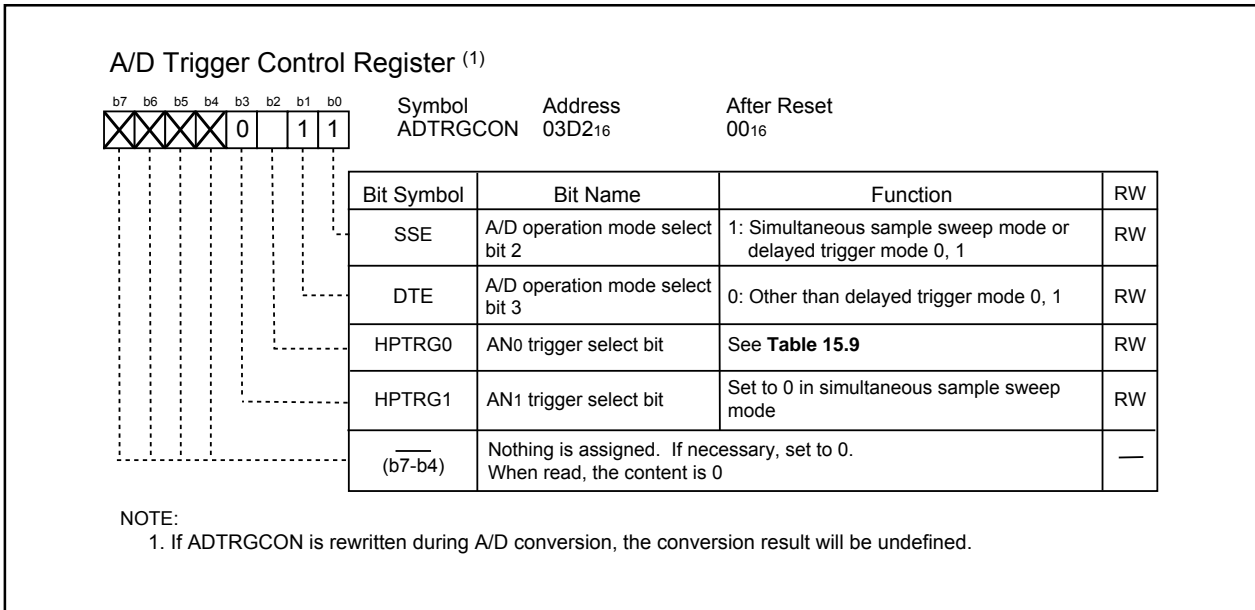 A/D Trigger Control Register (1)
b7 b6 b5 b4 b3 b2 b1 b0
0 1 1
Symbol Address After Reset
ADTRGCON 03D216 0016
Bit Symbol Bit Name Function RW
SSE A/D operation mode select bit 2 1: Simultaneous sample sweep mode or delayed trigger mode 0, 1 RW
DTE A/D operation mode select bit 3 0: Other than delayed trigger mode 0, 1 RW
HPTRG0 AN0 trigger select bit See Table 15.9 RW
HPTRG1 AN1 trigger select bit Set to 0 in simultaneous sample sweep mode RW
(b7-b4) Nothing is assigned. If necessary, set to 0. When read, the content is 0 —
NOTE:
1. If ADTRGCON is rewritten during A/D conversion, the conversion result will be undefined.